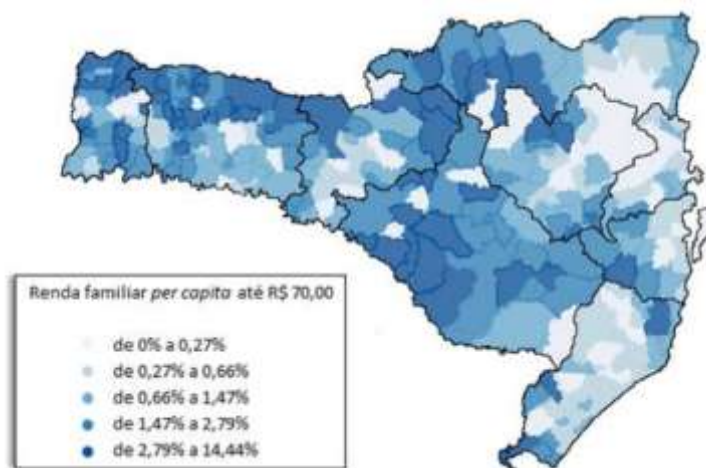 Renda familiar per capita até R$ 70,00
de 0% a 0,27%
de 0,27% a 0,66%
de 0,66% a 1,47%
de 1,47% a 2,79%
de 2,79% a 14,44%